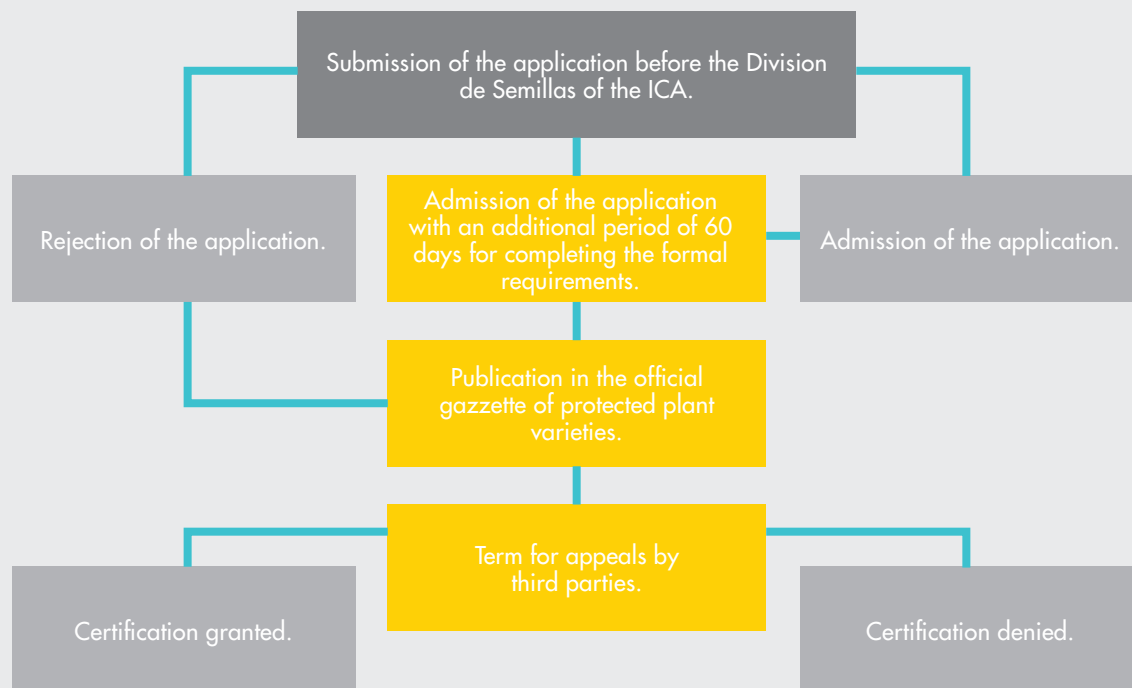 Submission of the application before the Division
de Semillas of the ICA.
Rejection of the application.
Admission of the application
with an additional period of 60
days for completing the formal
requirements.
Admission of the application.
Publication in the official
gazzette of protected plant
varieties.
Term for appeals by
third parties.
Certification granted.
Certification denied.